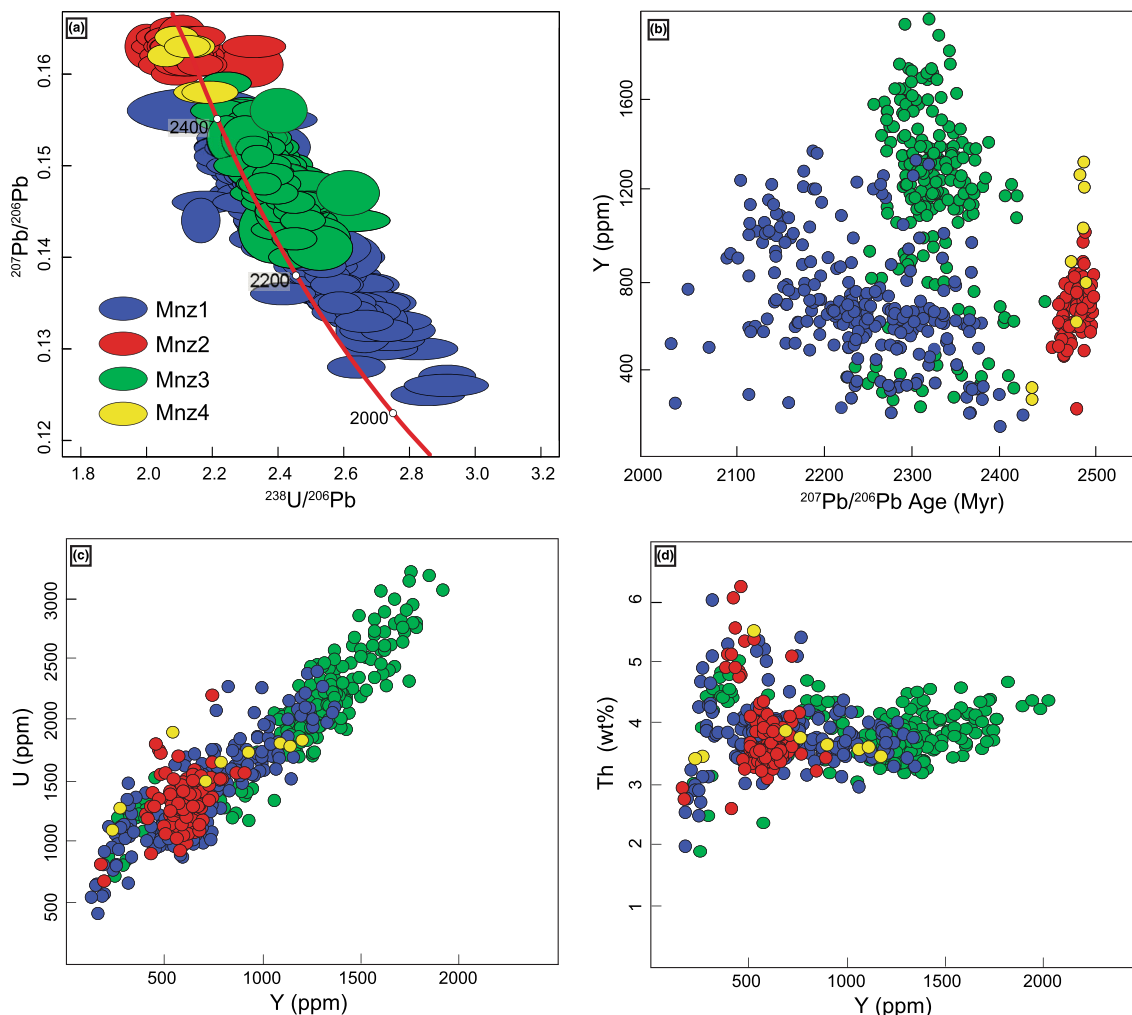 (a)
0.16
0.15
0.14
0.13
0.12
²⁰⁷Pb/²⁰⁶Pb
2400
2200
2000
Mnz1
Mnz2
Mnz3
Mnz4
1.8 2.0 2.2 2.4 2.6 2.8 3.0 3.2
²³⁸U/²⁰⁶Pb
(b)
1600
1200
800
400
Y (ppm)
2000 2100 2200 2300 2400 2500
²⁰⁷Pb/²⁰⁶Pb Age (Myr)
(c)
3000
2500
2000
1500
1000
500
U (ppm)
500 1000 1500 2000
Y (ppm)
(d)
6
5
4
3
2
1
Th (wt%)
500 1000 1500 2000
Y (ppm)